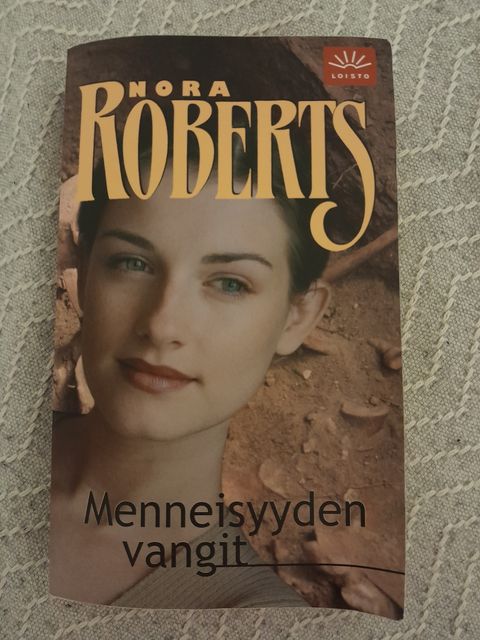 NORA
ROBERTS
LOISTO
Menneisyyden
vangit